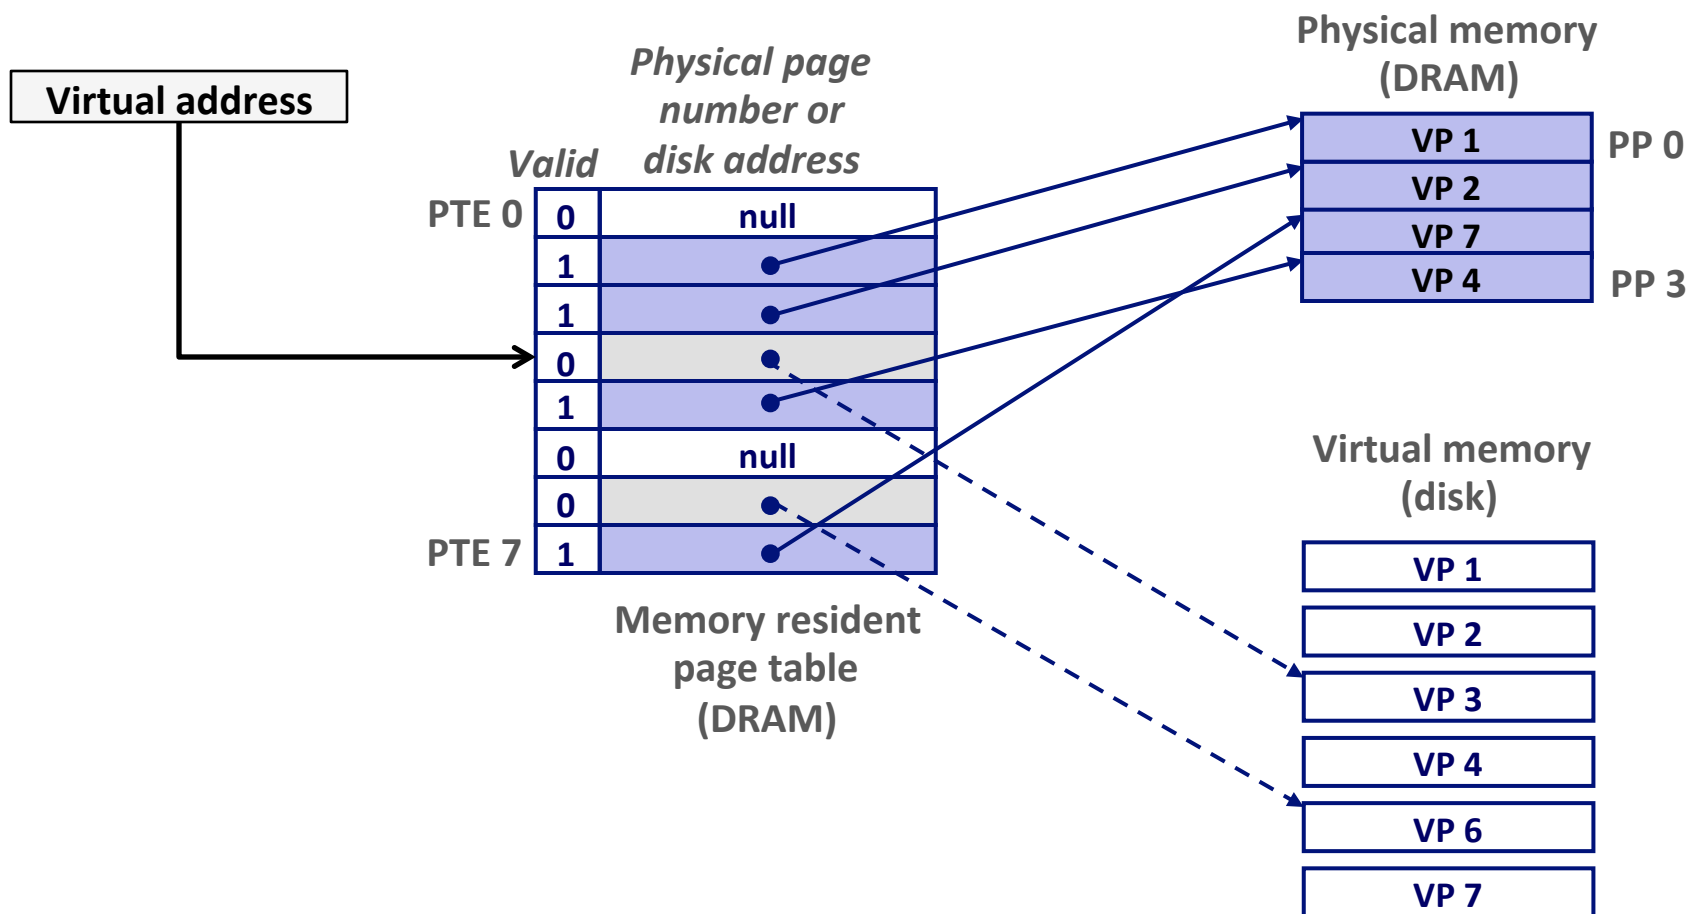 Virtual address
Physical page
number or
disk address
Valid
PTE 0
0
null
1
1
0
1
0
null
0
PTE 7
1
Memory resident
page table
(DRAM)
Physical memory
(DRAM)
VP 1
PP 0
VP 2
VP 7
VP 4
PP 3
Virtual memory
(disk)
VP 1
VP 2
VP 3
VP 4
VP 6
VP 7